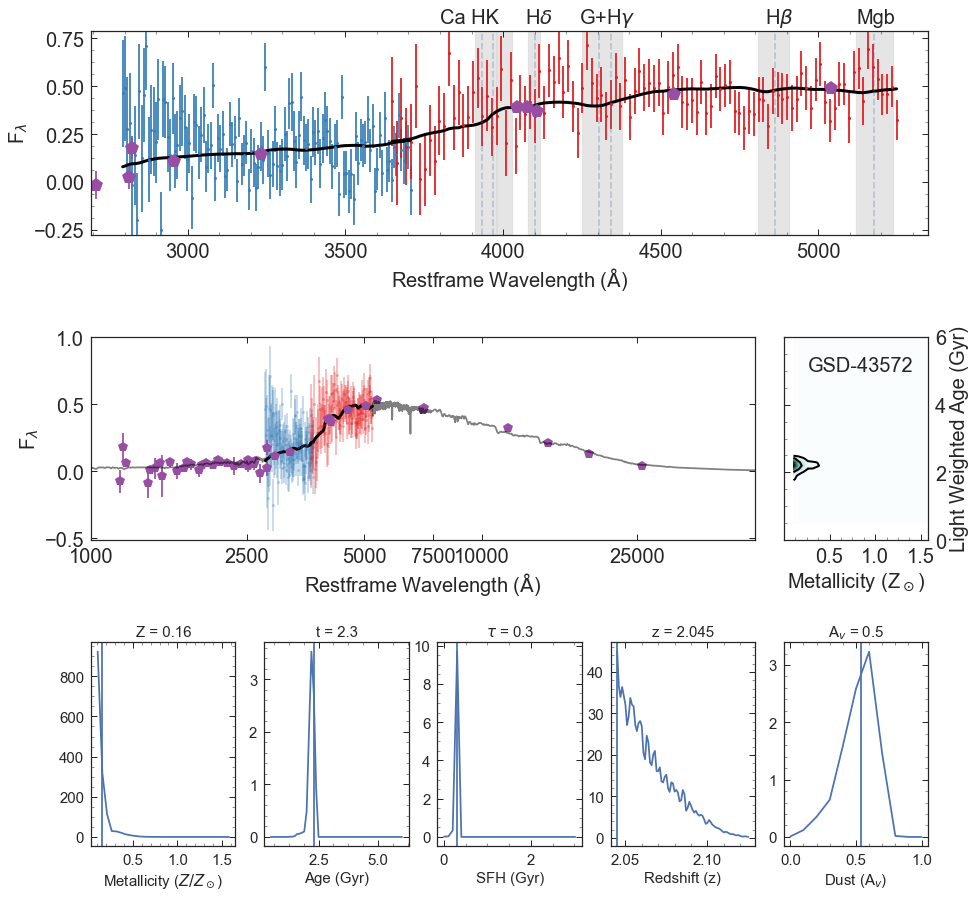 Ca HK Hδ G+Hγ Hβ Mgb
0.75
0.50
0.25
0.00
−0.25
F_λ
3000 3500 4000 4500 5000
Restframe Wavelength (Å)
1.0
0.5
0.0
−0.5
F_λ
1000 2500 5000 7500 10000 25000
Restframe Wavelength (Å)
GSD-43572
6
4
2
0
Light Weighted Age (Gyr)
0.5 1.0 1.5
Metallicity (Z_⊙)
Z = 0.16
800
600
400
200
0
0.5 1.0 1.5
Metallicity (Z/Z_⊙)
t = 2.3
3
2
1
0
2.5 5.0
Age (Gyr)
τ = 0.3
10
8
6
4
2
0
0 2
SFH (Gyr)
z = 2.045
40
30
20
10
0
2.05 2.10
Redshift (z)
A_v = 0.5
3
2
1
0
0.0 0.5 1.0
Dust (A_v)